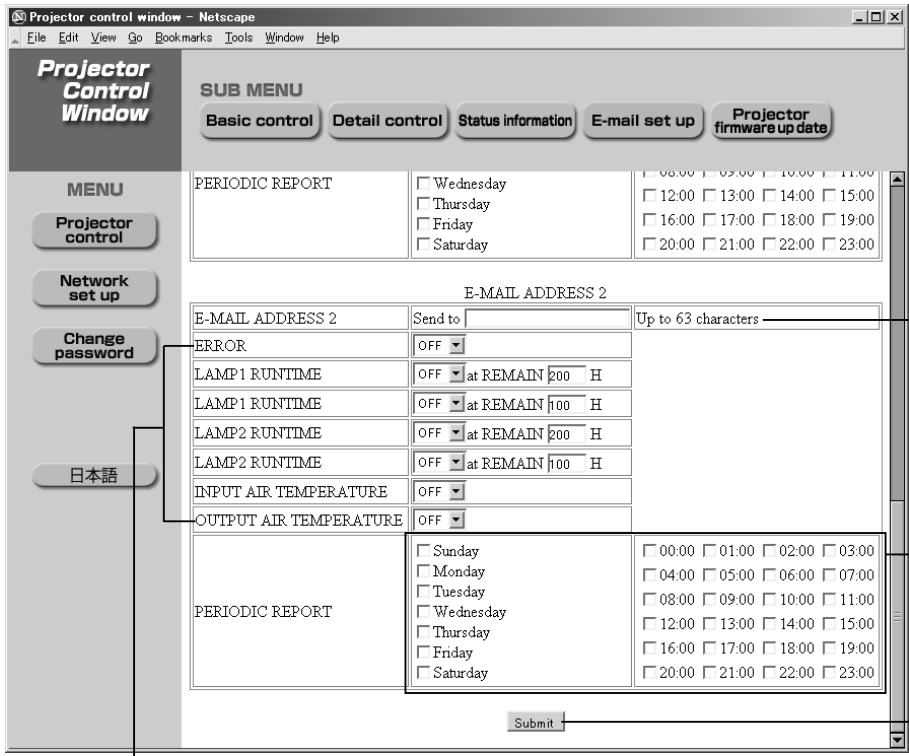 Projector control window - Netscape
File Edit View Go Bookmarks Tools Window Help
Projector
Control
Window
SUB MENU
Basic control Detail control Status information E-mail set up Projector firmware up date
MENU
Projector control
Network set up
Change password
日本語
08:00 09:00 10:00 11:00
PERIODIC REPORT Wednesday 12:00 13:00 14:00 15:00
Thursday
Friday 16:00 17:00 18:00 19:00
Saturday 20:00 21:00 22:00 23:00
E-MAIL ADDRESS 2
E-MAIL ADDRESS 2 Send to Up to 63 characters
ERROR OFF
LAMP1 RUNTIME OFF at REMAIN 200 H
LAMP1 RUNTIME OFF at REMAIN 100 H
LAMP2 RUNTIME OFF at REMAIN 200 H
LAMP2 RUNTIME OFF at REMAIN 100 H
INPUT AIR TEMPERATURE OFF
OUTPUT AIR TEMPERATURE OFF
PERIODIC REPORT
Sunday
Monday
Tuesday
Wednesday
Thursday
Friday
Saturday
00:00 01:00 02:00 03:00
04:00 05:00 06:00 07:00
08:00 09:00 10:00 11:00
12:00 13:00 14:00 15:00
16:00 17:00 18:00 19:00
20:00 21:00 22:00 23:00
Submit